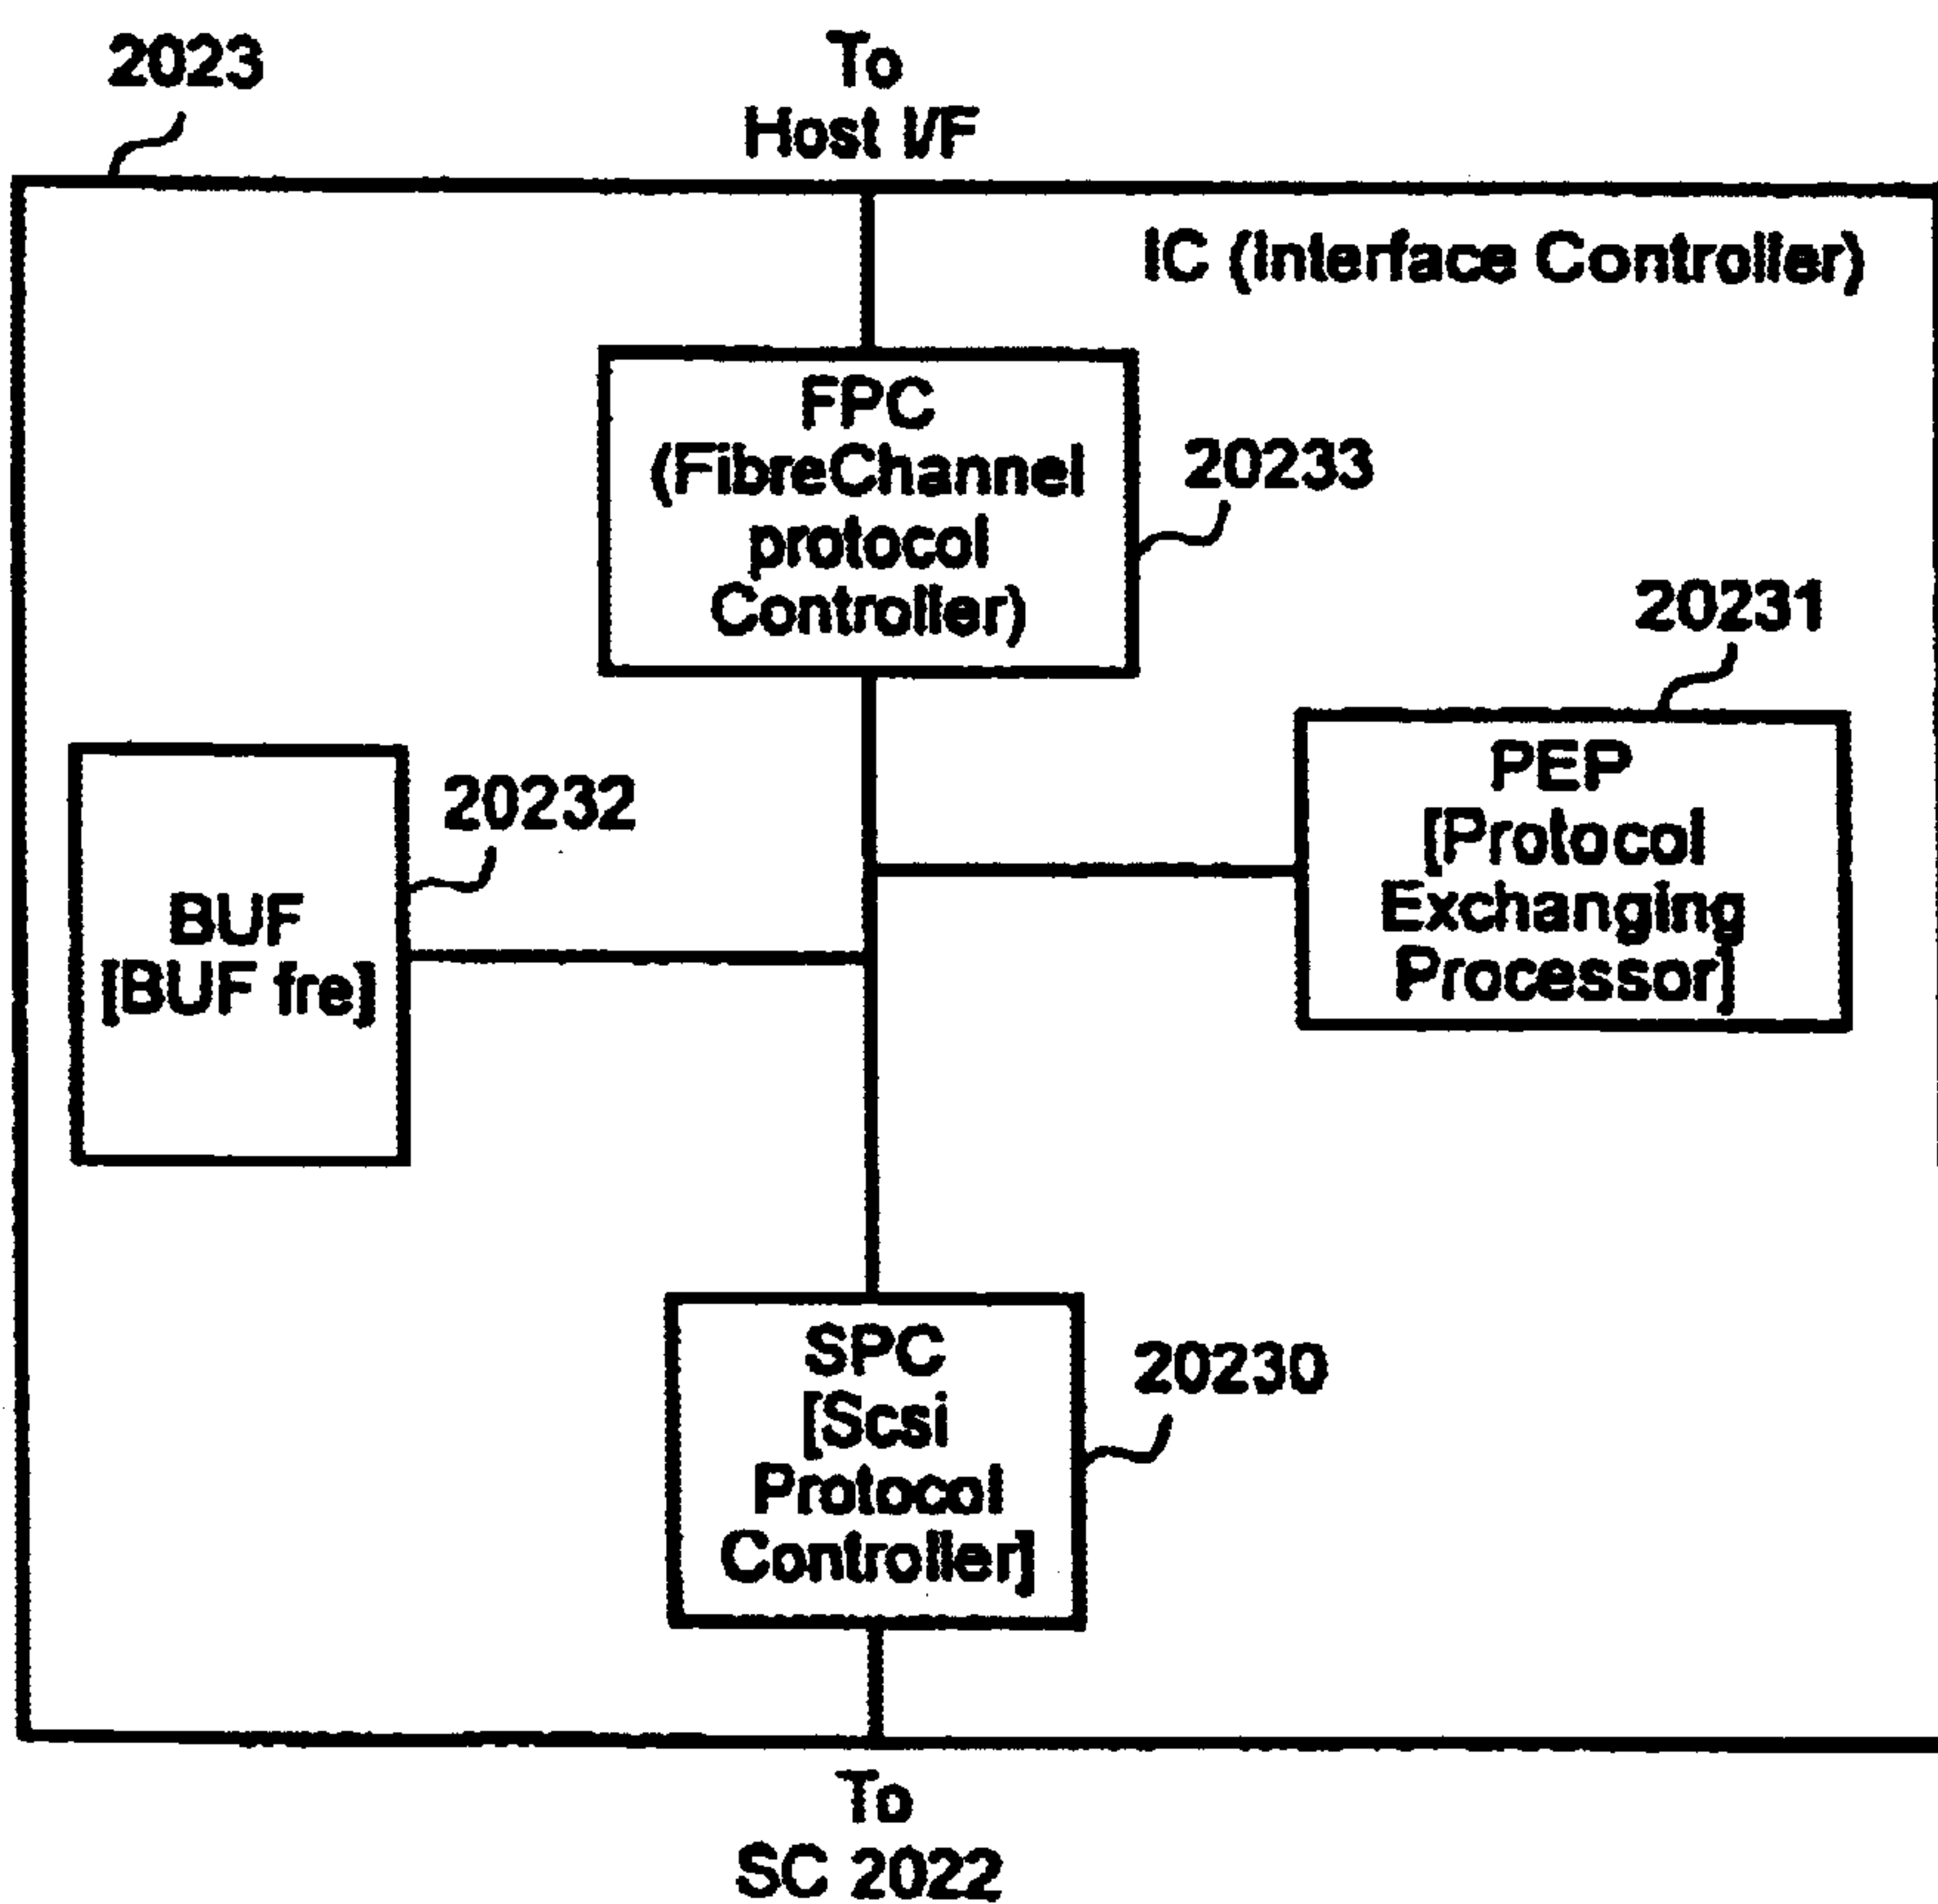 2023
To
Host I/F
IC (Interface Controller)
FPC
(FibreChannel
protocol
Controller)
20233
20231
PEP
[Protocol
Exchanging
Processor]
20232
BUF
[BUF fre]
SPC
[Scsi
Protocol
Controller]
20230
To
SC 2022